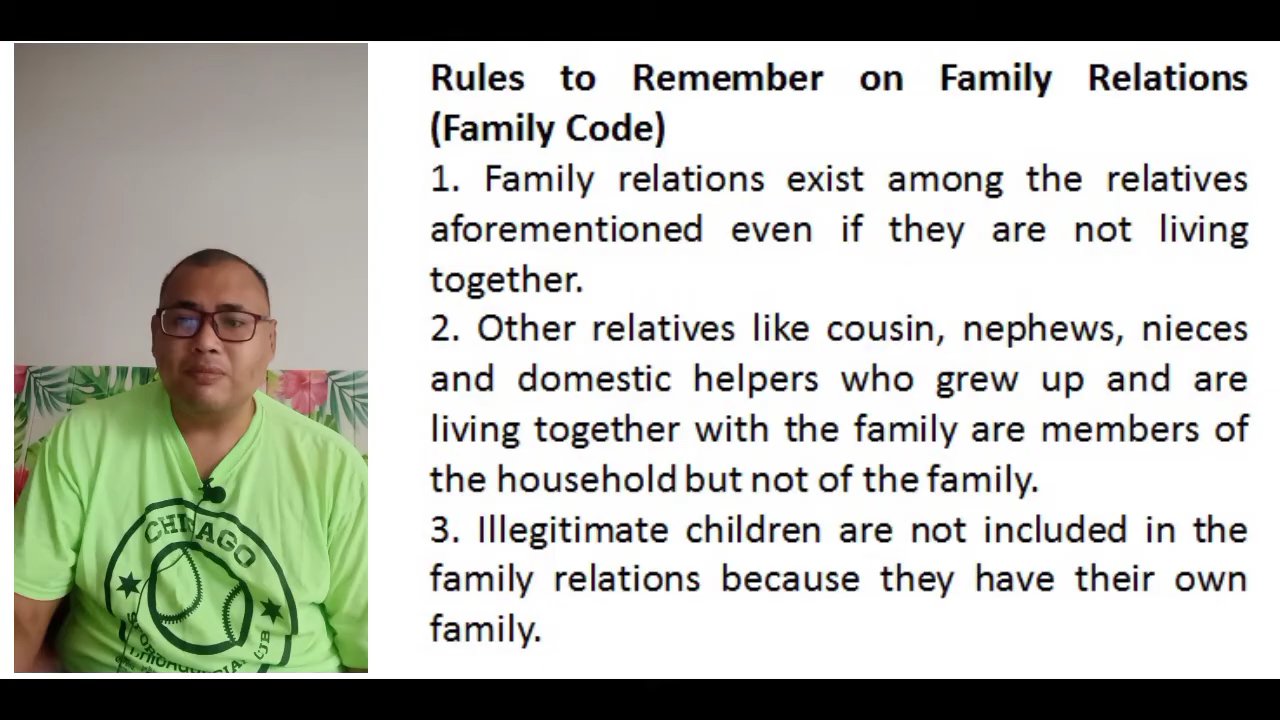 Rules to Remember on Family Relations
(Family Code)
1. Family relations exist among the relatives
aforementioned even if they are not living
together.
2. Other relatives like cousin, nephews, nieces
and domestic helpers who grew up and are
living together with the family are members of
the household but not of the family.
3. Illegitimate children are not included in the
family relations because they have their own
family.
CHICAGO